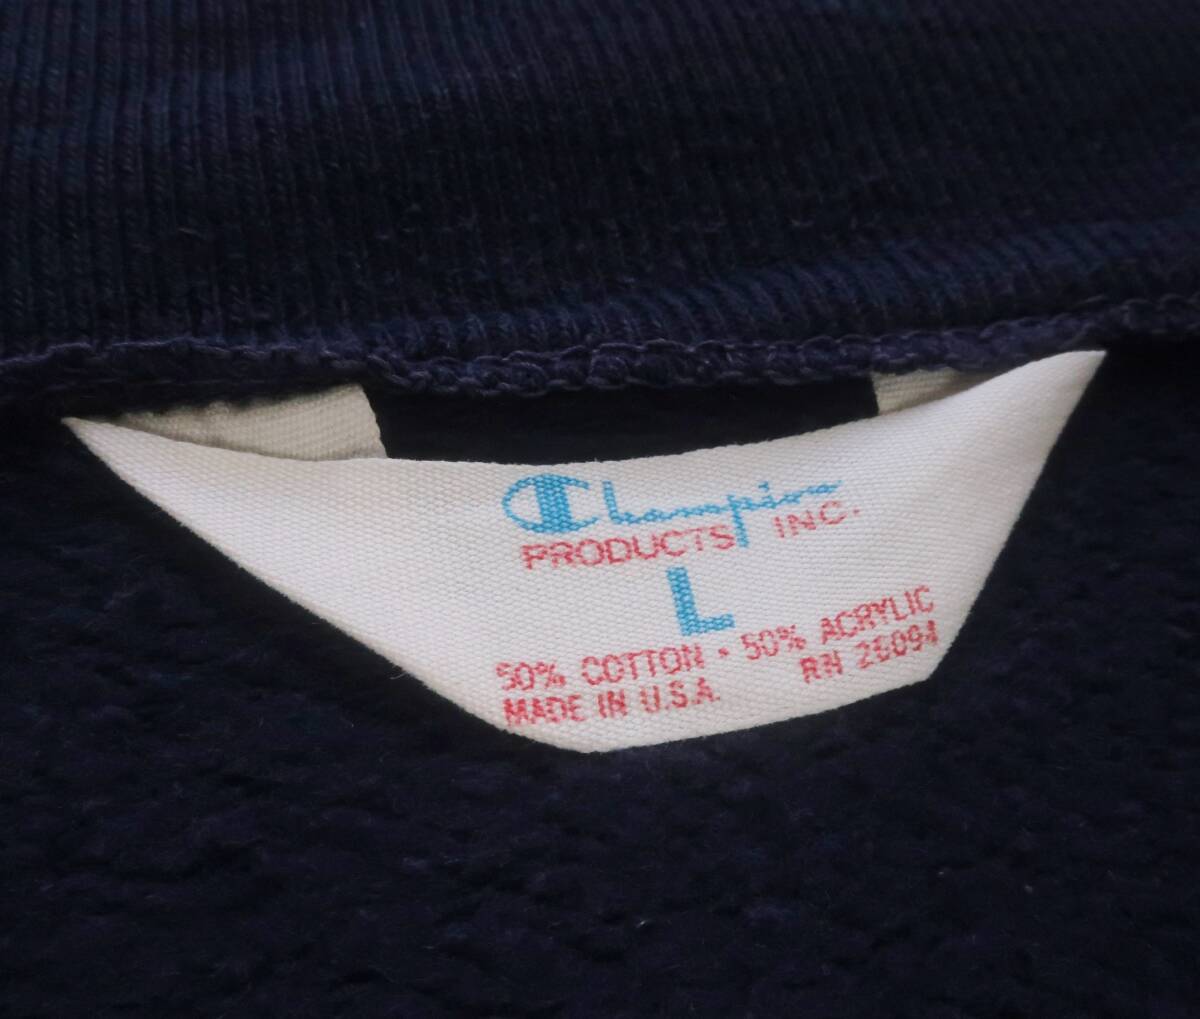 Champion
PRODUCTS INC.
L
50% COTTON • 50% ACRYLIC
MADE IN U.S.A. RN 26094